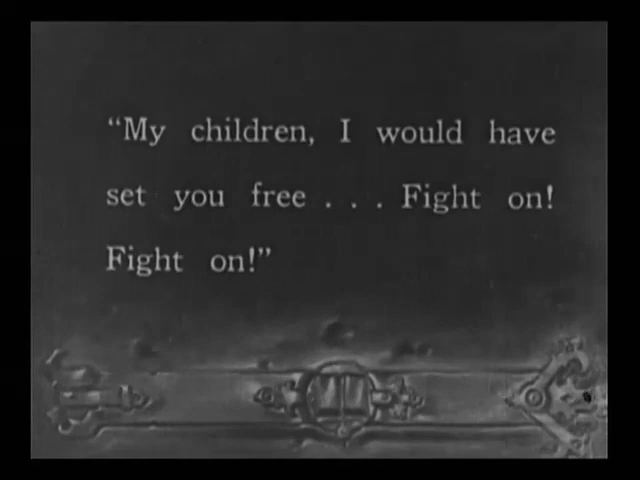 “My children, I would have
set you free . . . Fight on!
Fight on!”